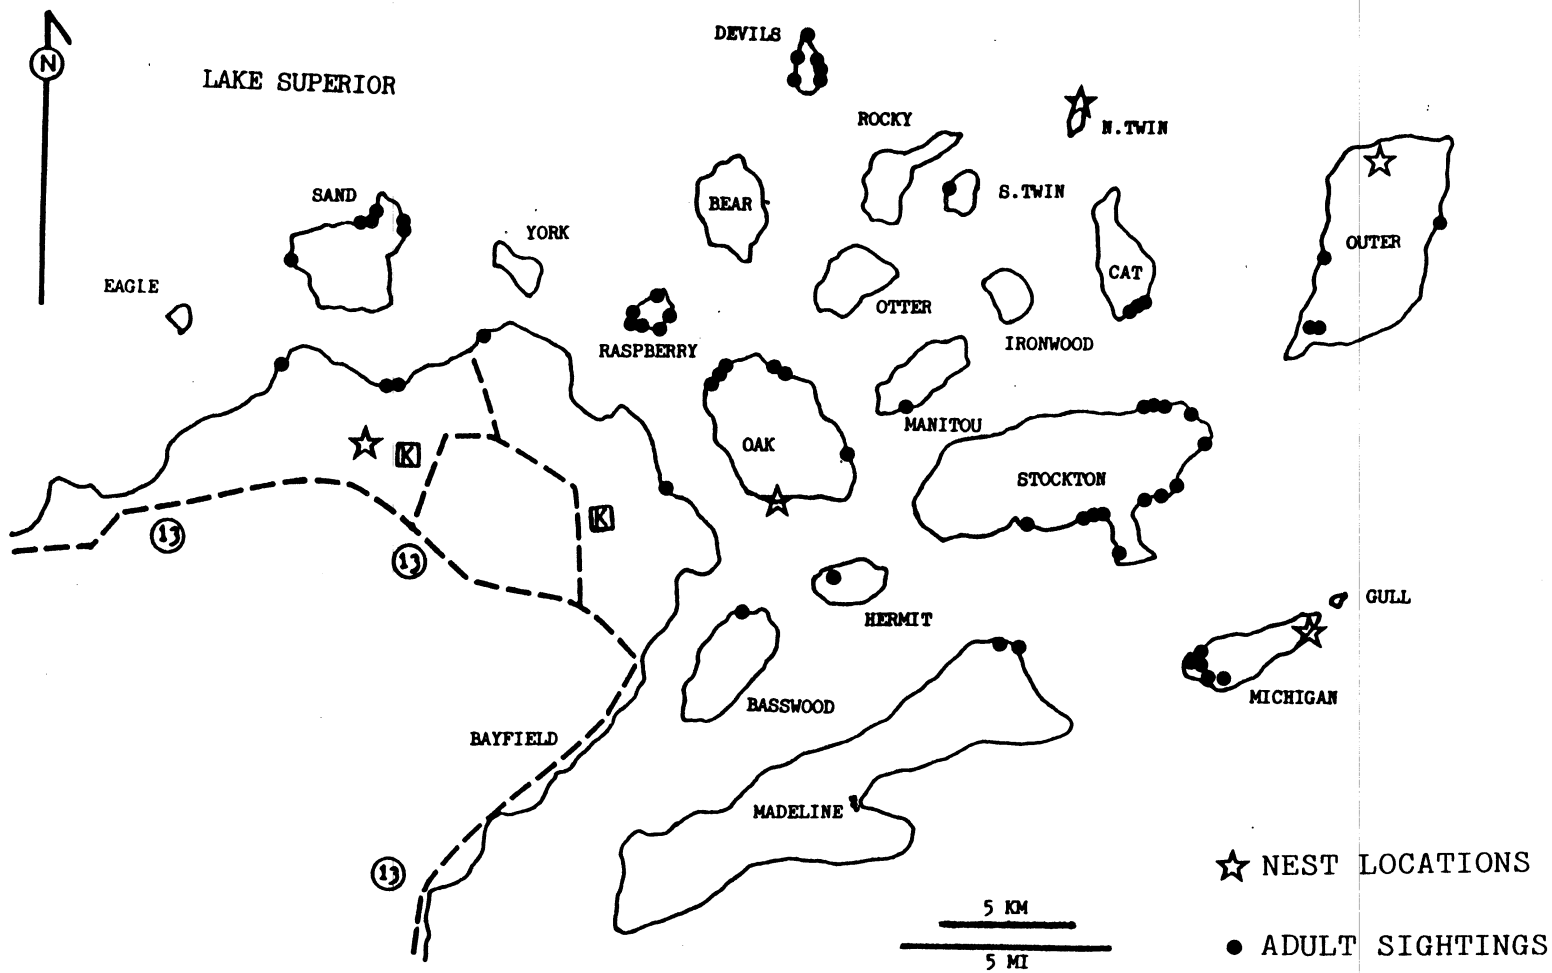 DEVILS
N
LAKE SUPERIOR
ROCKY
N.TWIN
SAND
BEAR
S.TWIN
YORK
OUTER
CAT
EAGLE
OTTER
IRONWOOD
RASPBERRY
MANITOU
OAK
K
STOCKTON
K
13
13
GULL
HERMIT
MICHIGAN
BASSWOOD
BAYFIELD
MADELINE
13
NEST LOCATIONS
5 KM
ADULT SIGHTINGS
5 MI